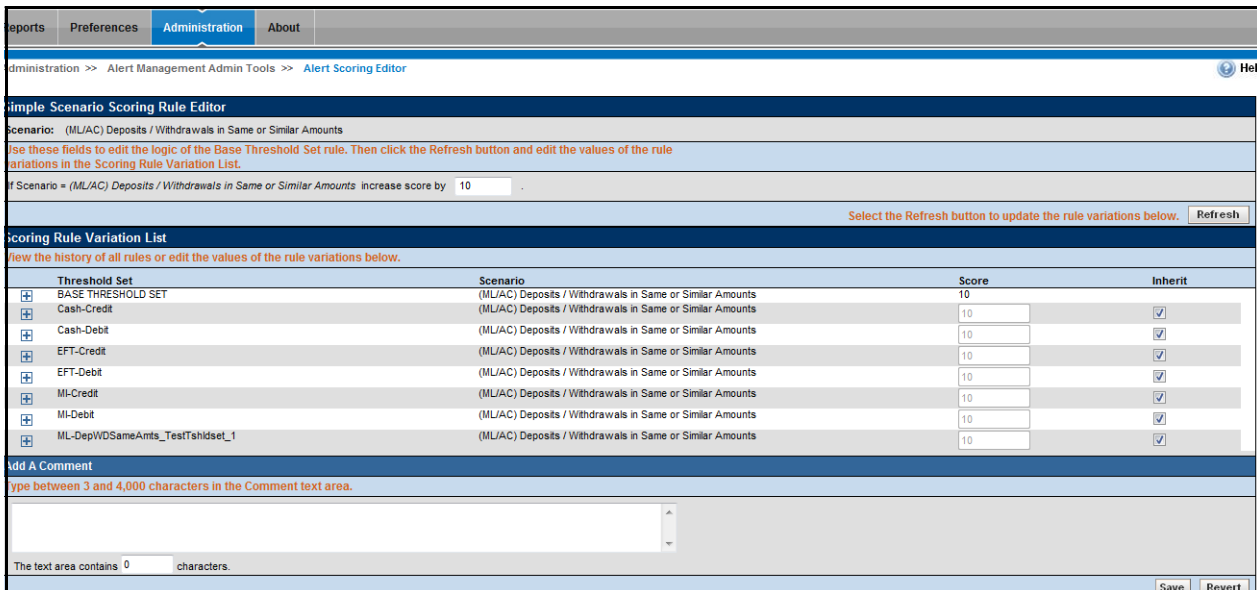 eports Preferences Administration About
dministration >> Alert Management Admin Tools >> Alert Scoring Editor Hel
Simple Scenario Scoring Rule Editor
Scenario: (ML/AC) Deposits / Withdrawals in Same or Similar Amounts
Use these fields to edit the logic of the Base Threshold Set rule. Then click the Refresh button and edit the values of the rule
variations in the Scoring Rule Variation List.
If Scenario = (ML/AC) Deposits / Withdrawals in Same or Similar Amounts increase score by 10 .
Select the Refresh button to update the rule variations below. Refresh
Scoring Rule Variation List
View the history of all rules or edit the values of the rule variations below.
Threshold Set Scenario Score Inherit
BASE THRESHOLD SET (ML/AC) Deposits / Withdrawals in Same or Similar Amounts 10
Cash-Credit (ML/AC) Deposits / Withdrawals in Same or Similar Amounts 10
Cash-Debit (ML/AC) Deposits / Withdrawals in Same or Similar Amounts 10
EFT-Credit (ML/AC) Deposits / Withdrawals in Same or Similar Amounts 10
EFT-Debit (ML/AC) Deposits / Withdrawals in Same or Similar Amounts 10
MI-Credit (ML/AC) Deposits / Withdrawals in Same or Similar Amounts 10
MI-Debit (ML/AC) Deposits / Withdrawals in Same or Similar Amounts 10
ML-DepWDSameAmts_TestTshldset_1 (ML/AC) Deposits / Withdrawals in Same or Similar Amounts 10
Add A Comment
Type between 3 and 4,000 characters in the Comment text area.
The text area contains 0 characters.
Save Revert